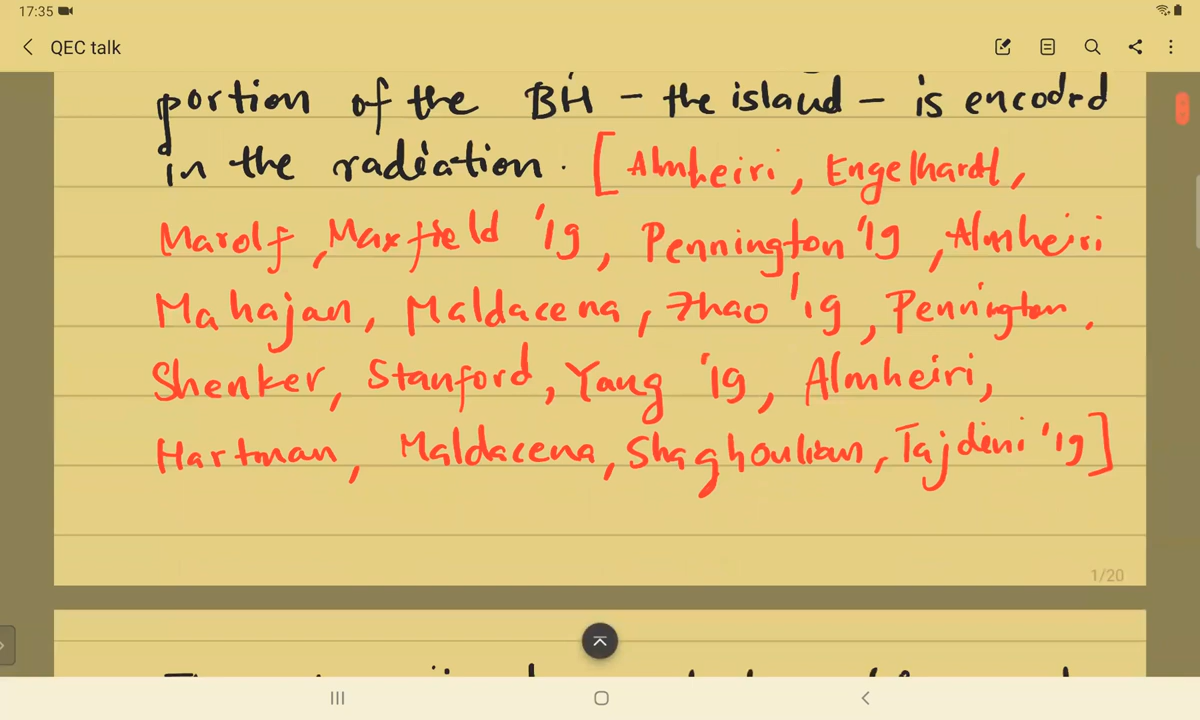 17:35
QEC talk
portion of the BH – the island – is encoded
in the radiation. [Almheiri, Engelhardt,
Marolf, Maxfield '19, Pennington '19, Almheiri
Mahajan, Maldacena, Zhao '19, Pennington,
Shenker, Stanford, Yang '19, Almheiri,
Hartman, Maldacena, Shaghoulian, Tajdini '19]
1/20